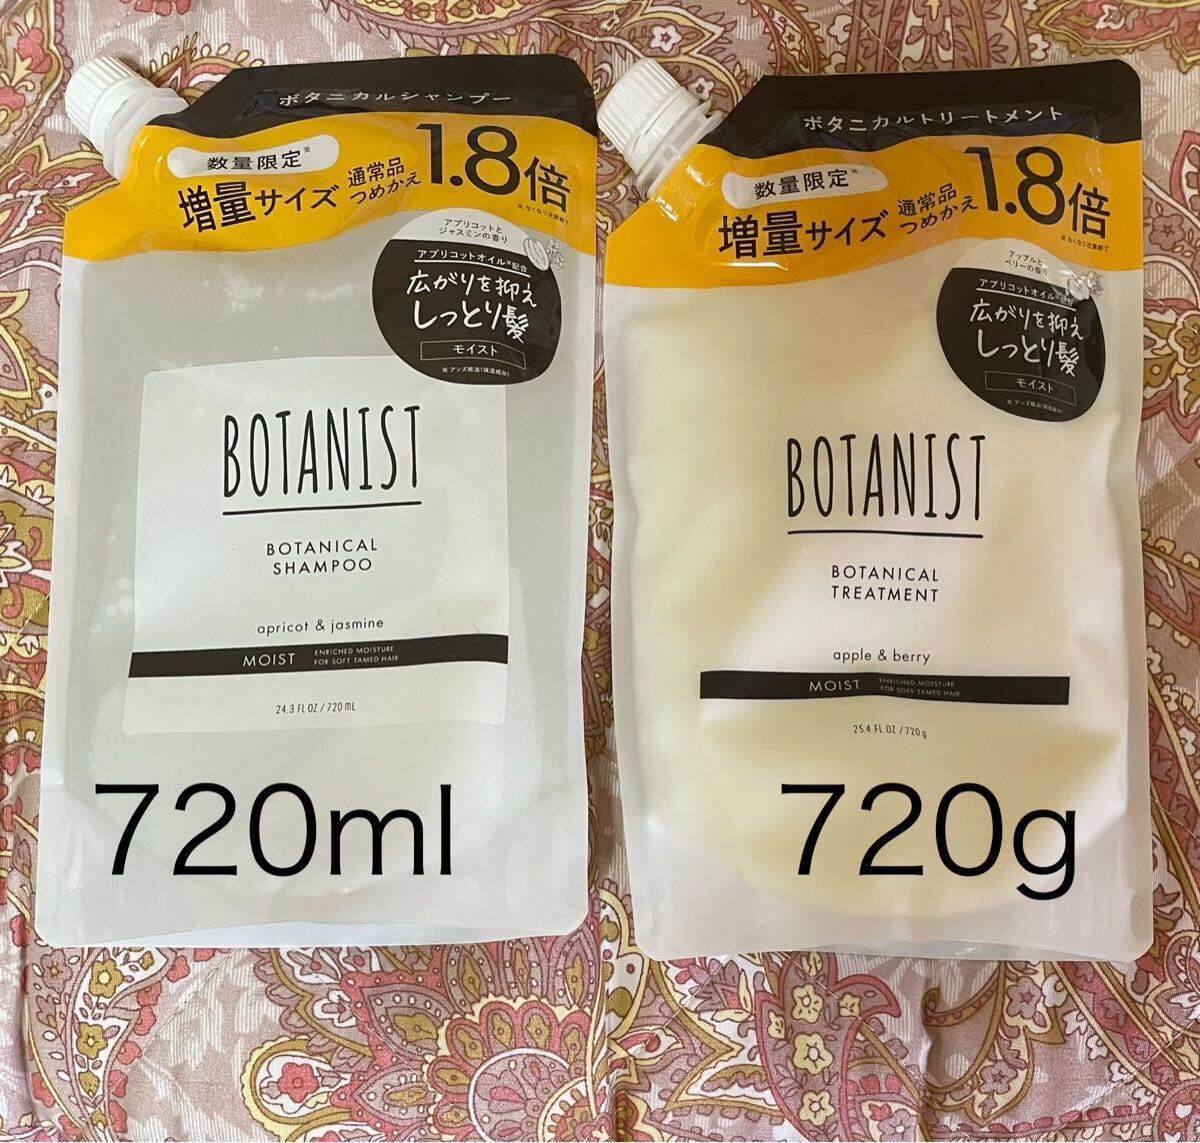 ボタニカルシャンプー
数量限定※
増量サイズ
通常品
つめかえ
1.8倍
※なくなり次第終了
アプリコットと
ジャスミンの香り
アプリコットオイル※配合
広がりを抑え
しっとり髪
モイスト
※ アンズ核油(保湿成分)
BOTANIST
BOTANICAL
SHAMPOO
apricot & jasmine
MOIST
ENRICHED MOISTURE
FOR SOFT TAMED HAIR
24.3 FL OZ / 720 mL
720ml
ボタニカルトリートメント
数量限定※
増量サイズ
通常品
つめかえ
1.8倍
※なくなり次第終了
アップルと
ベリーの香り
アプリコットオイル※配合
広がりを抑え
しっとり髪
モイスト
※ アンズ核油(保湿成分)
BOTANIST
BOTANICAL
TREATMENT
apple & berry
MOIST
ENRICHED MOISTURE
FOR SOFT TAMED HAIR
25.4 FL OZ / 720g
720g